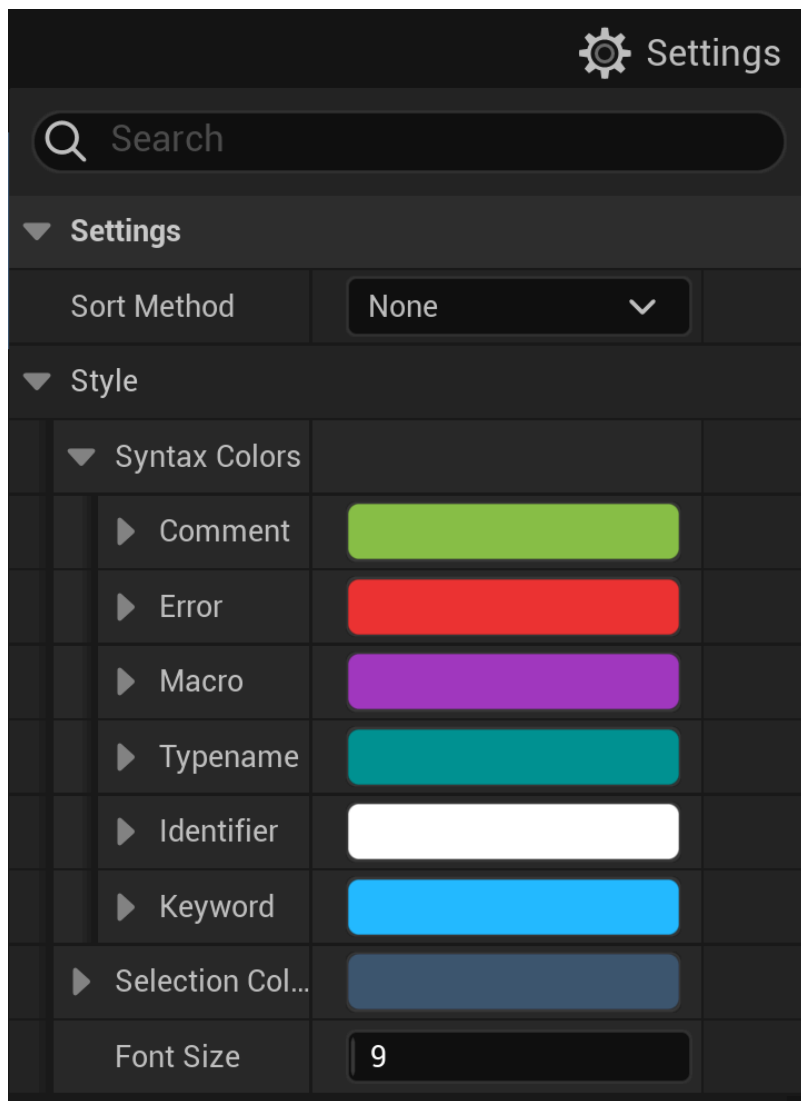 Settings
Search
Settings
Sort Method None
Style
Syntax Colors
Comment
Error
Macro
Typename
Identifier
Keyword
Selection Col...
Font Size 9